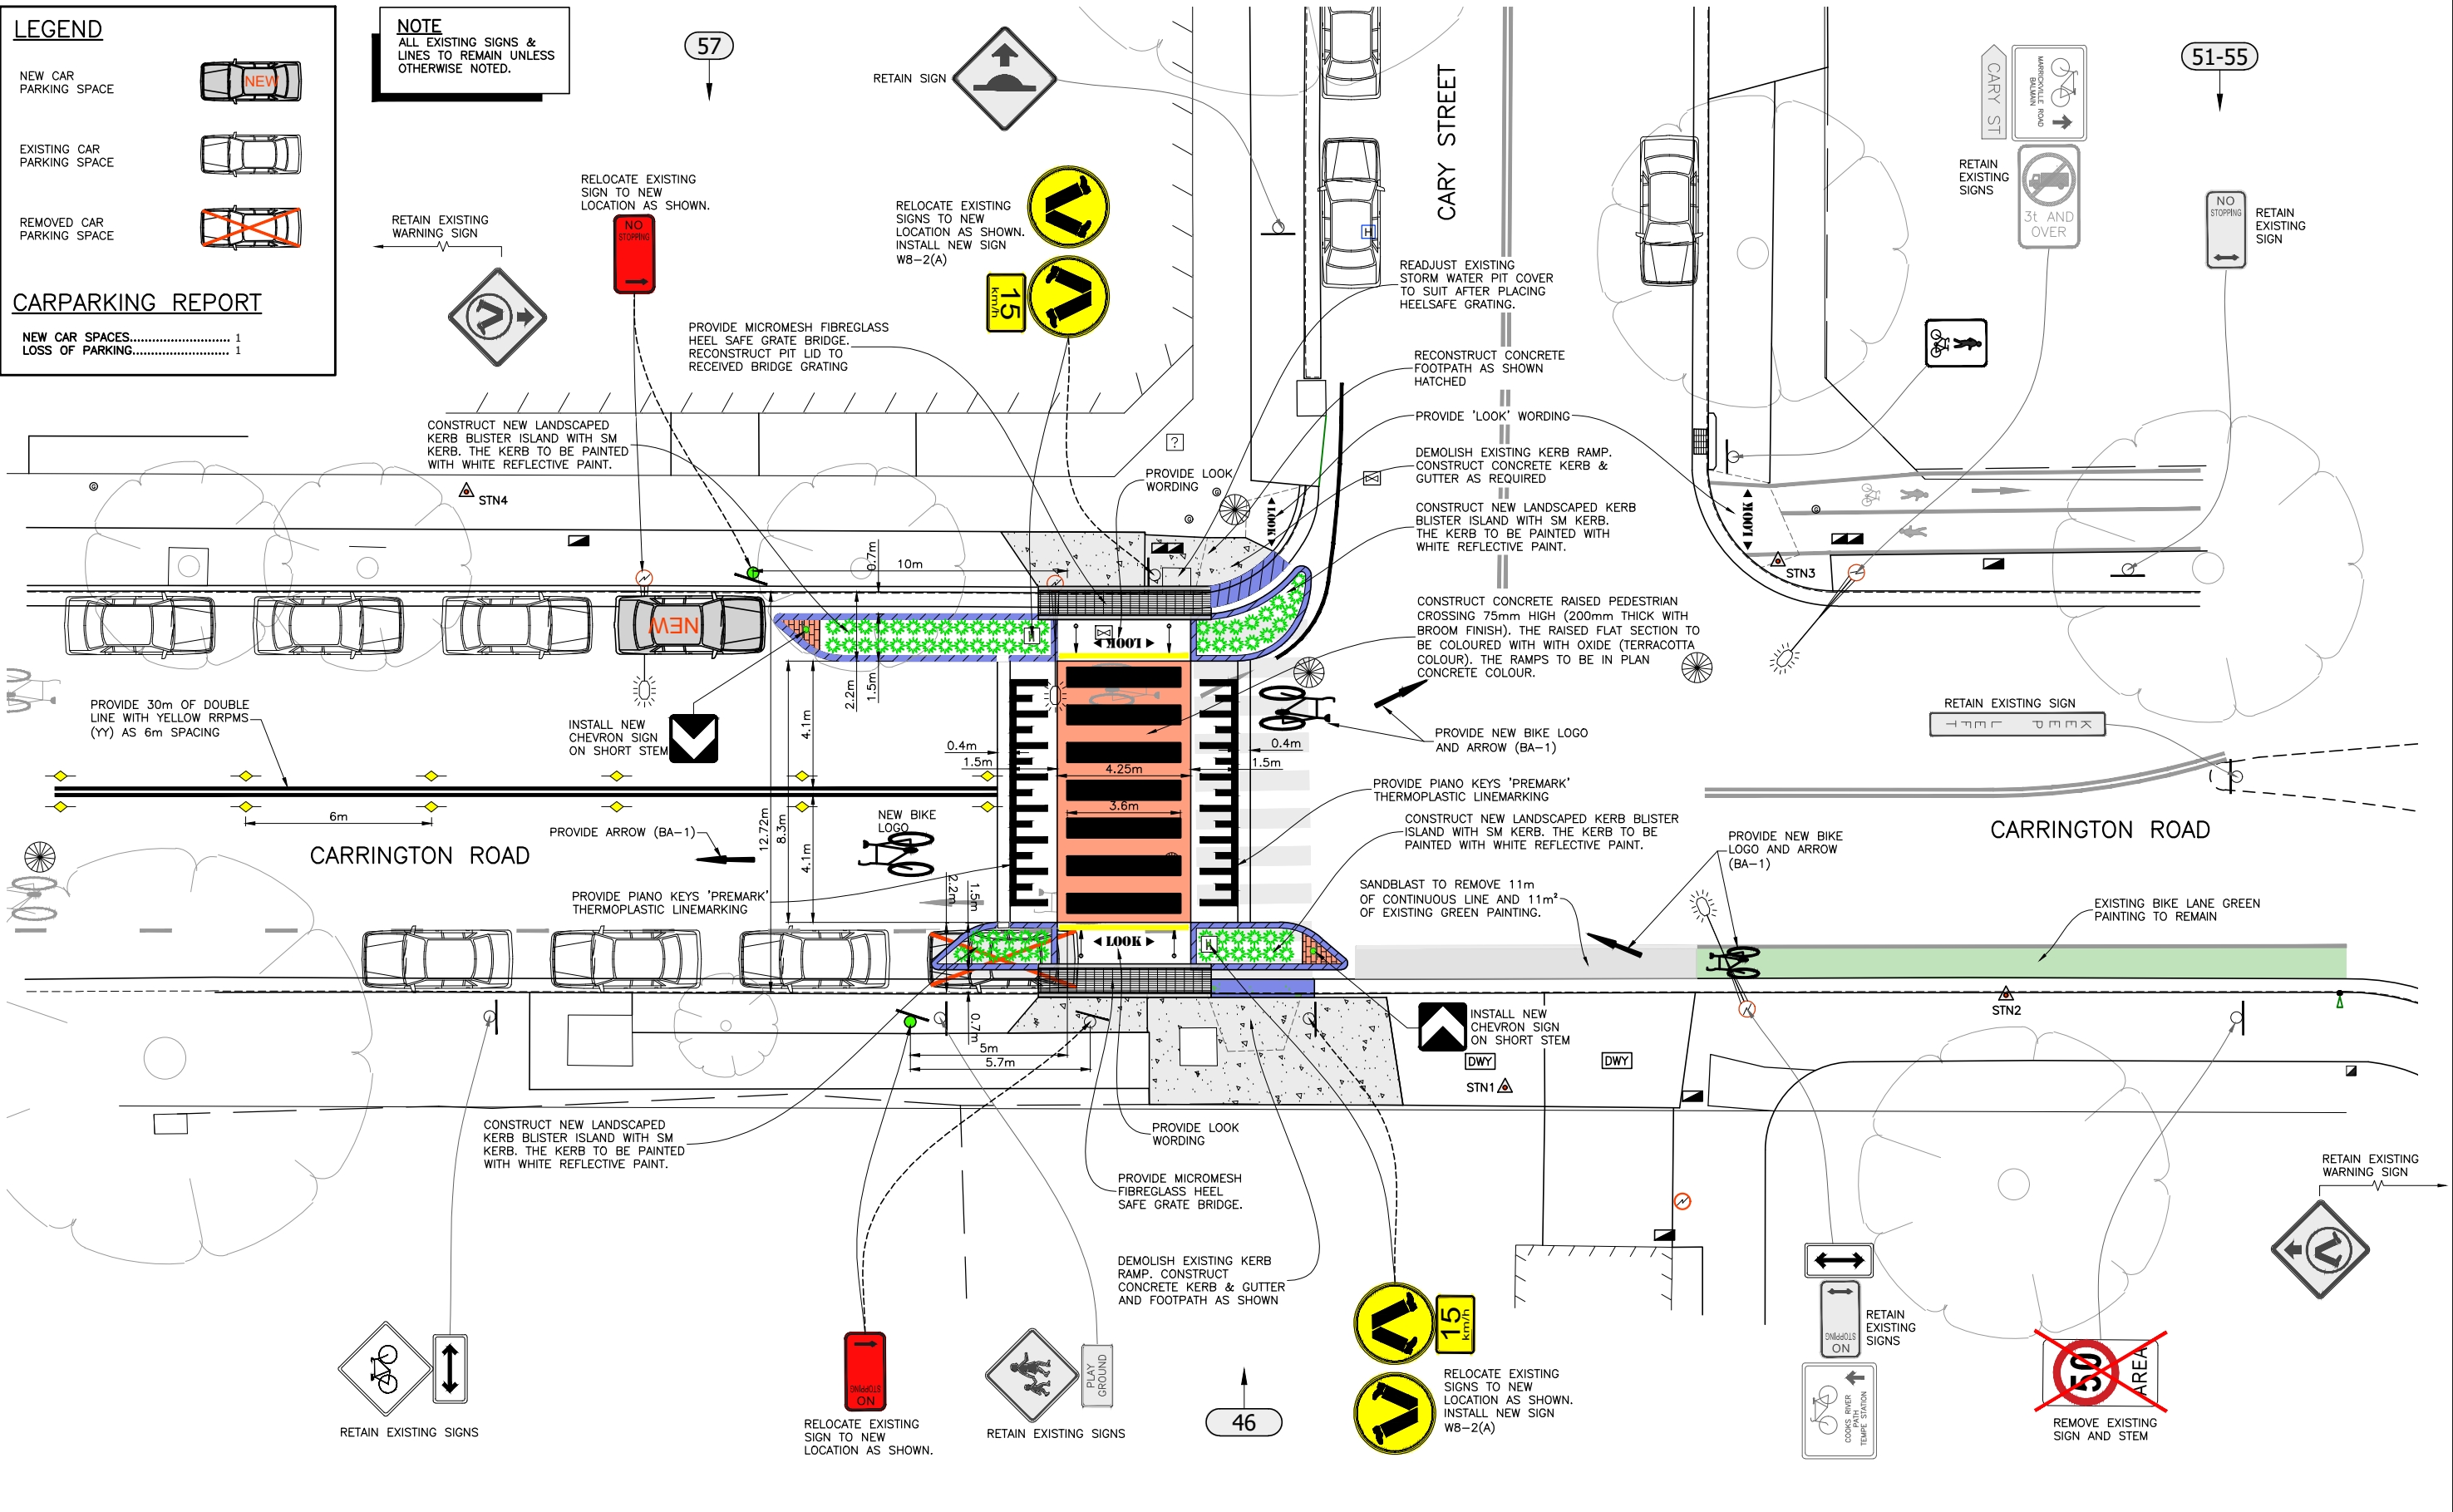 LEGEND
NEW CAR
PARKING SPACE
NEW
EXISTING CAR
PARKING SPACE
REMOVED CAR
PARKING SPACE
CARPARKING REPORT
NEW CAR SPACES........................... 1
LOSS OF PARKING.......................... 1
NOTE
ALL EXISTING SIGNS &
LINES TO REMAIN UNLESS
OTHERWISE NOTED.
57
RETAIN SIGN
CARY STREET
CARY ST
MARRICKVILLE ROAD
BALMAIN
51-55
RETAIN
EXISTING
SIGNS
3t AND
OVER
NO
STOPPING
RETAIN
EXISTING
SIGN
RETAIN EXISTING
WARNING SIGN
RELOCATE EXISTING
SIGN TO NEW
LOCATION AS SHOWN.
NO
STOPPING
RELOCATE EXISTING
SIGNS TO NEW
LOCATION AS SHOWN.
INSTALL NEW SIGN
W8-2(A)
15
km/h
H
READJUST EXISTING
STORM WATER PIT COVER
TO SUIT AFTER PLACING
HEELSAFE GRATING.
PROVIDE MICROMESH FIBREGLASS
HEEL SAFE GRATE BRIDGE.
RECONSTRUCT PIT LID TO
RECEIVED BRIDGE GRATING
RECONSTRUCT CONCRETE
FOOTPATH AS SHOWN
HATCHED
PROVIDE 'LOOK' WORDING
CONSTRUCT NEW LANDSCAPED
KERB BLISTER ISLAND WITH SM
KERB. THE KERB TO BE PAINTED
WITH WHITE REFLECTIVE PAINT.
?
DEMOLISH EXISTING KERB RAMP.
CONSTRUCT CONCRETE KERB &
GUTTER AS REQUIRED
PROVIDE LOOK
WORDING
STN4
CONSTRUCT NEW LANDSCAPED KERB
BLISTER ISLAND WITH SM KERB.
THE KERB TO BE PAINTED WITH
WHITE REFLECTIVE PAINT.
LOOK
LOOK
STN3
0.7m
10m
NEW
H
LOOK
CONSTRUCT CONCRETE RAISED PEDESTRIAN
CROSSING 75mm HIGH (200mm THICK WITH
BROOM FINISH). THE RAISED FLAT SECTION TO
BE COLOURED WITH WITH OXIDE (TERRACOTTA
COLOUR). THE RAMPS TO BE IN PLAN
CONCRETE COLOUR.
PROVIDE 30m OF DOUBLE
LINE WITH YELLOW RRPMS
(YY) AS 6m SPACING
INSTALL NEW
CHEVRON SIGN
ON SHORT STEM
2.2m
1.5m
4.1m
RETAIN EXISTING SIGN
KEEP LEFT
PROVIDE NEW BIKE LOGO
AND ARROW (BA-1)
0.4m
1.5m
4.25m
0.4m
1.5m
3.6m
PROVIDE PIANO KEYS 'PREMARK'
THERMOPLASTIC LINEMARKING
6m
12.72m
8.3m
4.1m
NEW BIKE
LOGO
PROVIDE ARROW (BA-1)
CARRINGTON ROAD
CONSTRUCT NEW LANDSCAPED KERB BLISTER
ISLAND WITH SM KERB. THE KERB TO BE
PAINTED WITH WHITE REFLECTIVE PAINT.
CARRINGTON ROAD
PROVIDE NEW BIKE
LOGO AND ARROW
(BA-1)
PROVIDE PIANO KEYS 'PREMARK'
THERMOPLASTIC LINEMARKING
2.2m
1.5m
SANDBLAST TO REMOVE 11m
OF CONTINUOUS LINE AND 11m²
OF EXISTING GREEN PAINTING.
EXISTING BIKE LANE GREEN
PAINTING TO REMAIN
LOOK
H
0.7m
5m
5.7m
INSTALL NEW
CHEVRON SIGN
ON SHORT STEM
DWY
DWY
STN1
STN2
CONSTRUCT NEW LANDSCAPED
KERB BLISTER ISLAND WITH SM
KERB. THE KERB TO BE PAINTED
WITH WHITE REFLECTIVE PAINT.
PROVIDE LOOK
WORDING
PROVIDE MICROMESH
FIBREGLASS HEEL
SAFE GRATE BRIDGE.
RETAIN EXISTING
WARNING SIGN
DEMOLISH EXISTING KERB
RAMP. CONSTRUCT
CONCRETE KERB & GUTTER
AND FOOTPATH AS SHOWN
15
km/h
RETAIN EXISTING SIGNS
NO
STOPPING
RELOCATE EXISTING
SIGN TO NEW
LOCATION AS SHOWN.
PLAY
GROUND
RETAIN EXISTING SIGNS
46
RELOCATE EXISTING
SIGNS TO NEW
LOCATION AS SHOWN.
INSTALL NEW SIGN
W8-2(A)
NO
STOPPING
RETAIN
EXISTING
SIGNS
COOKS RIVER
PATH
TEMPE STATION
50
AREA
REMOVE EXISTING
SIGN AND STEM